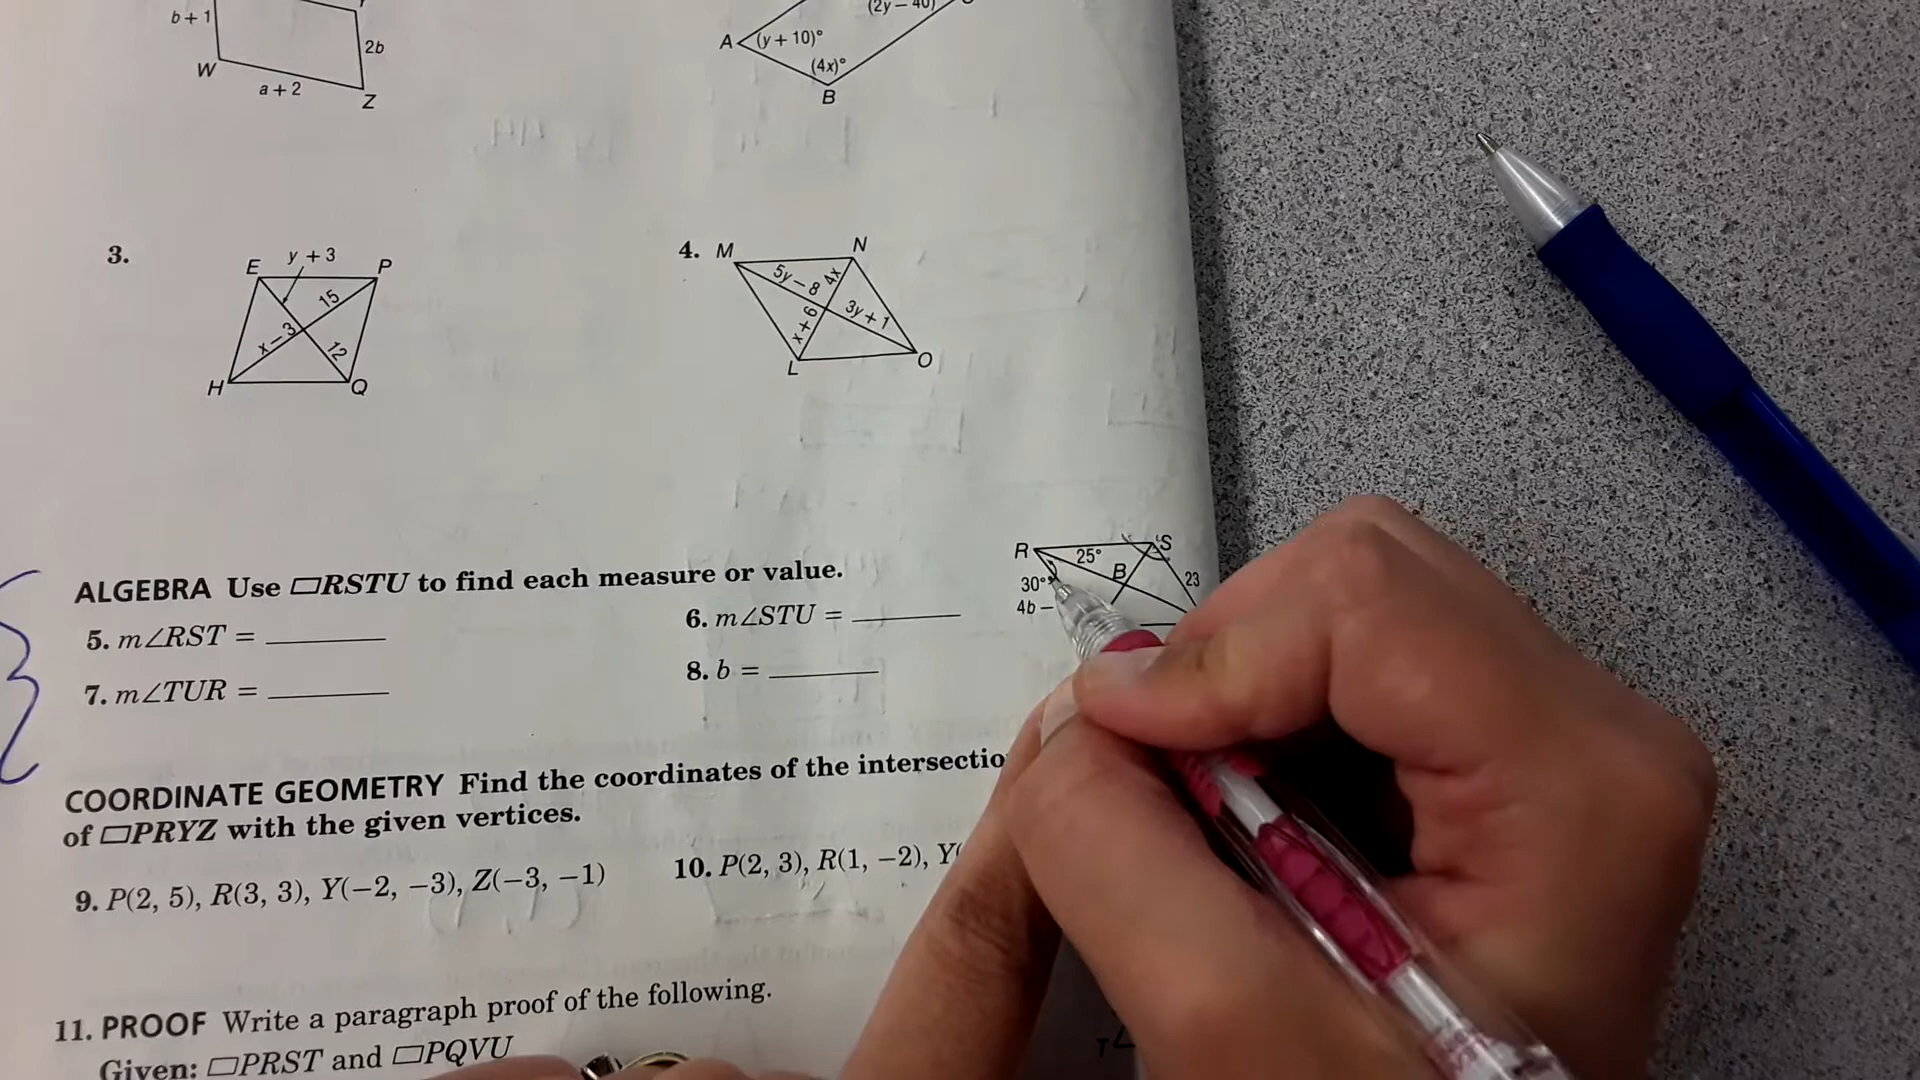 b + 1
2b
W
a + 2
Z
A (y + 10)°
(2y – 40)
(4x)°
B
3.
E y + 3 P
15
x – 3
12
H Q
4. M N
5y – 8 4x
x + 6 3y + 1
L O
R 25° S
30° B 23
4b –
ALGEBRA Use ▱RSTU to find each measure or value.
5. m∠RST = ________
6. m∠STU = ________
7. m∠TUR = ________
8. b = ________
COORDINATE GEOMETRY Find the coordinates of the intersectio
of ▱PRYZ with the given vertices.
9. P(2, 5), R(3, 3), Y(−2, −3), Z(−3, −1)
10. P(2, 3), R(1, −2), Y(
11. PROOF Write a paragraph proof of the following.
Given: ▱PRST and ▱PQVU
T